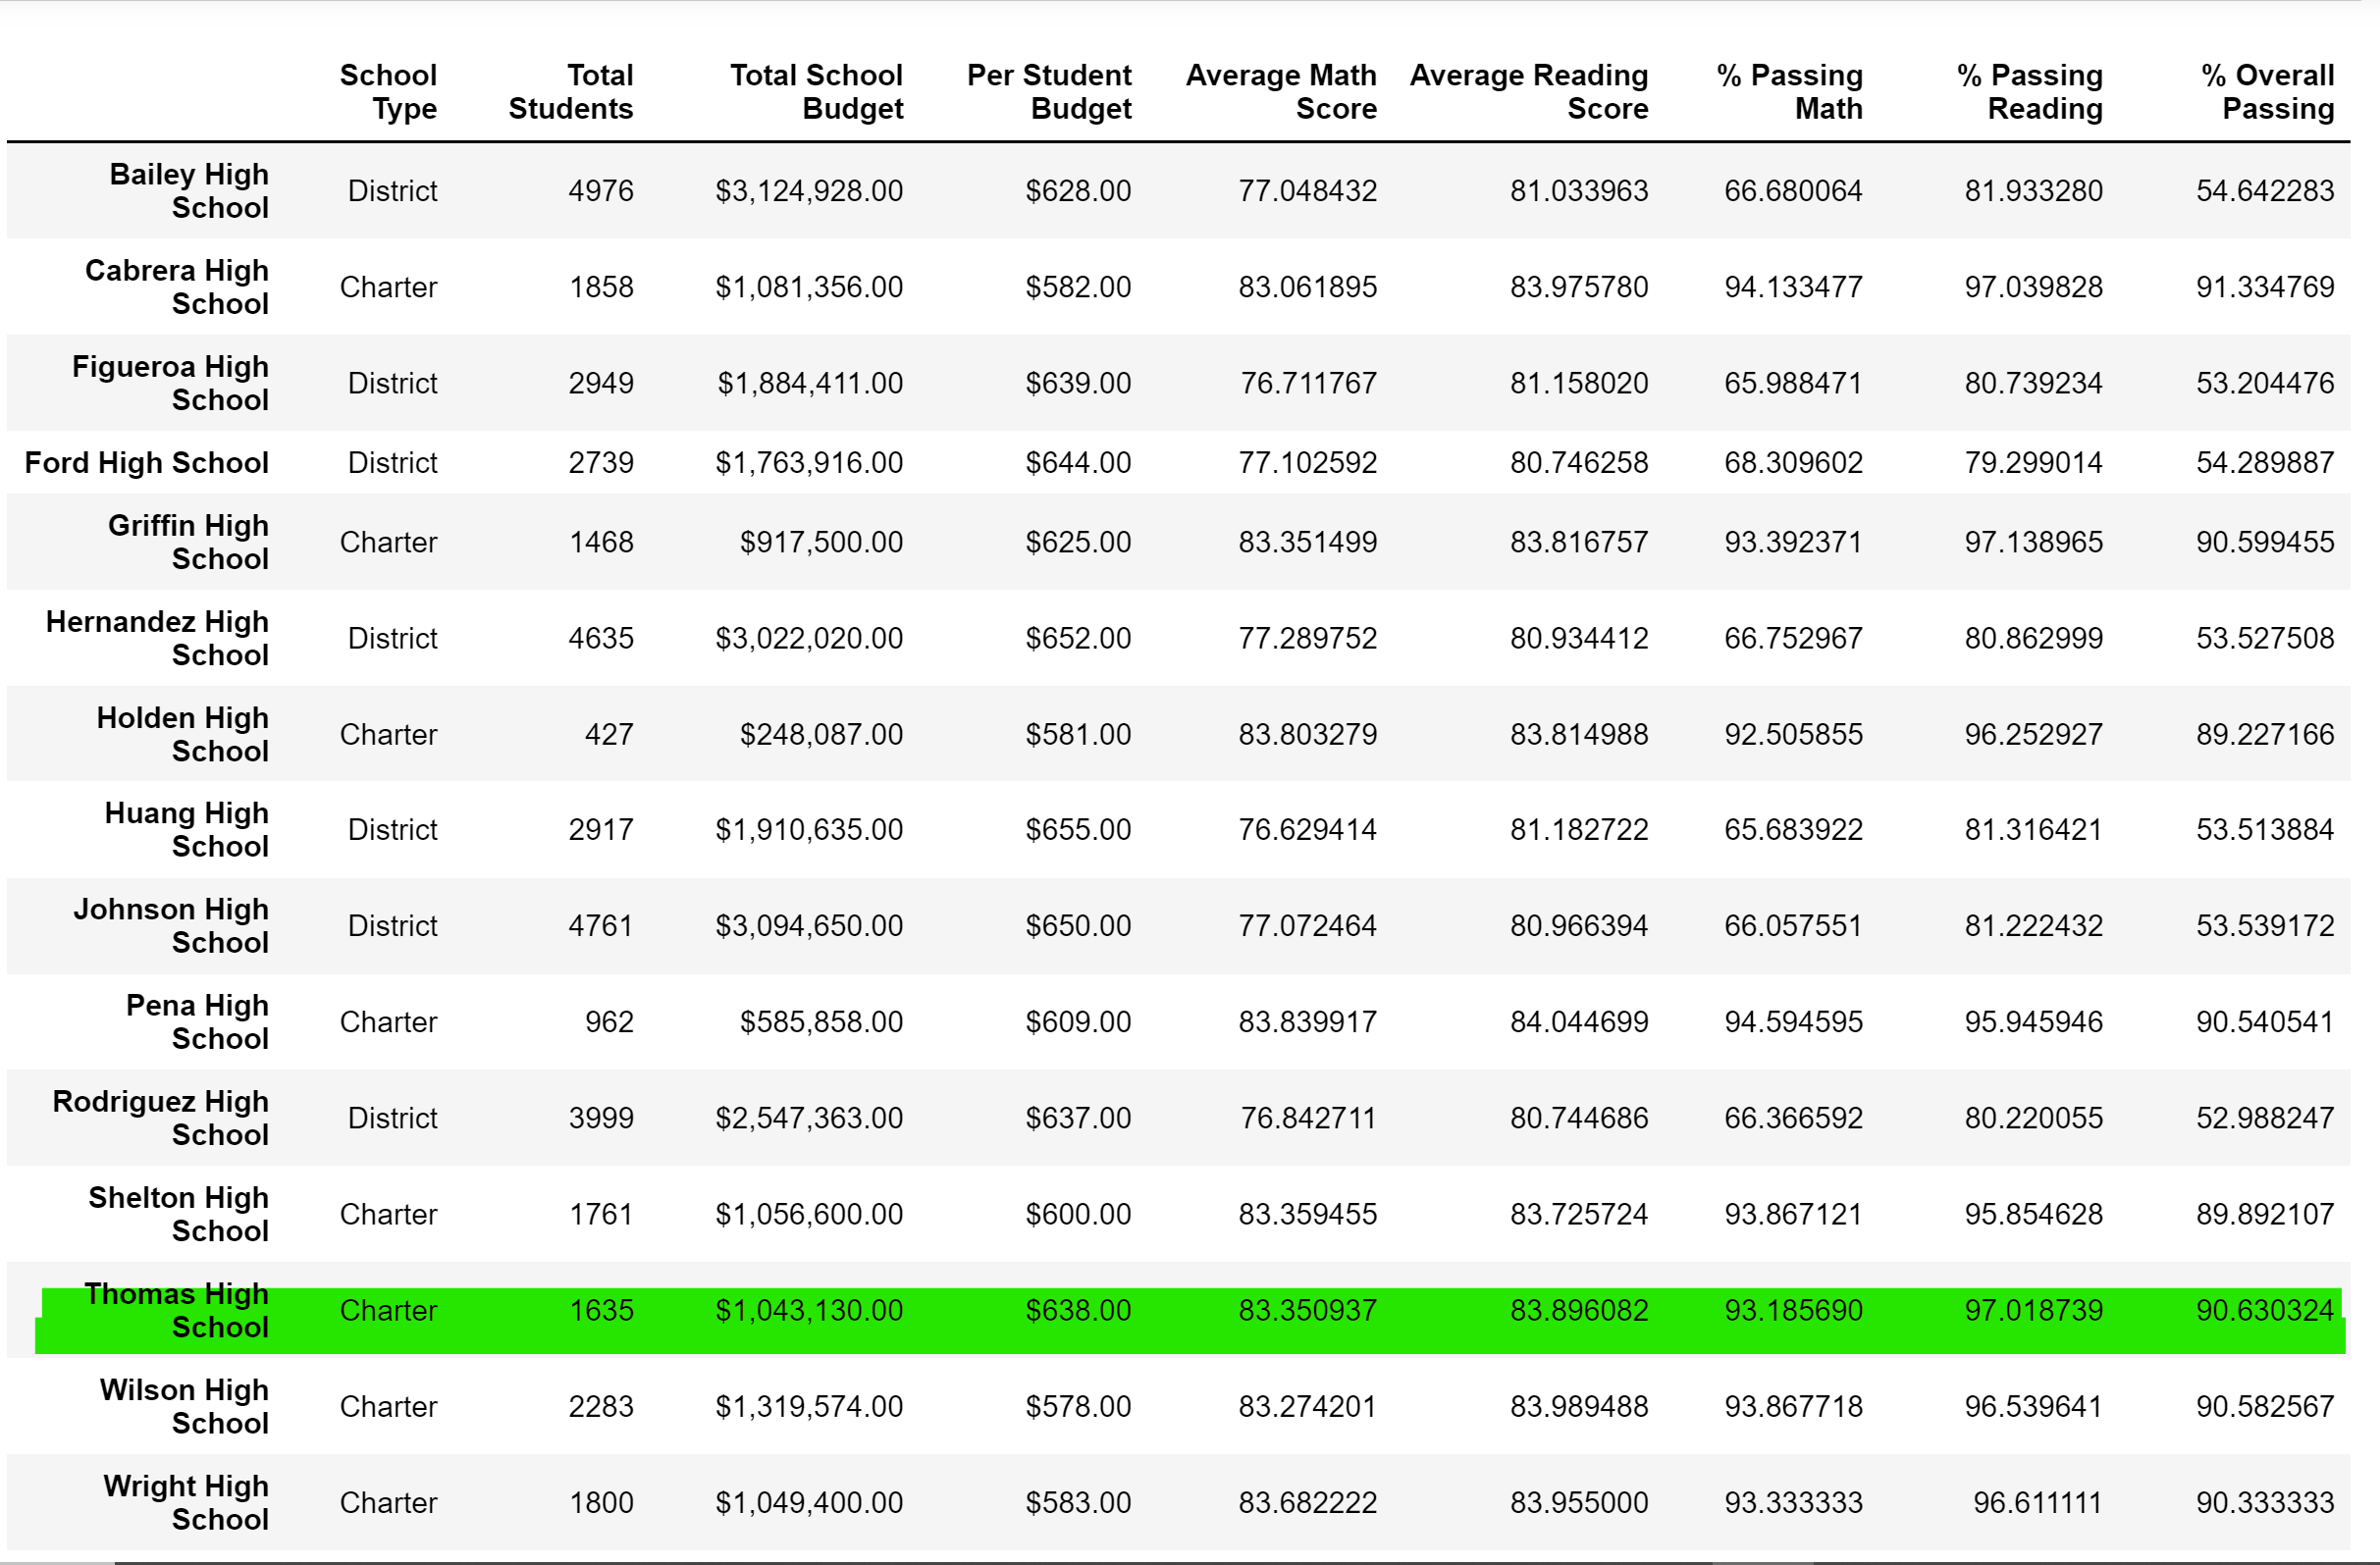 School Type Total Students Total School Budget Per Student Budget Average Math Score Average Reading Score % Passing Math % Passing Reading % Overall Passing
Bailey High School District 4976 $3,124,928.00 $628.00 77.048432 81.033963 66.680064 81.933280 54.642283
Cabrera High School Charter 1858 $1,081,356.00 $582.00 83.061895 83.975780 94.133477 97.039828 91.334769
Figueroa High School District 2949 $1,884,411.00 $639.00 76.711767 81.158020 65.988471 80.739234 53.204476
Ford High School District 2739 $1,763,916.00 $644.00 77.102592 80.746258 68.309602 79.299014 54.289887
Griffin High School Charter 1468 $917,500.00 $625.00 83.351499 83.816757 93.392371 97.138965 90.599455
Hernandez High School District 4635 $3,022,020.00 $652.00 77.289752 80.934412 66.752967 80.862999 53.527508
Holden High School Charter 427 $248,087.00 $581.00 83.803279 83.814988 92.505855 96.252927 89.227166
Huang High School District 2917 $1,910,635.00 $655.00 76.629414 81.182722 65.683922 81.316421 53.513884
Johnson High School District 4761 $3,094,650.00 $650.00 77.072464 80.966394 66.057551 81.222432 53.539172
Pena High School Charter 962 $585,858.00 $609.00 83.839917 84.044699 94.594595 95.945946 90.540541
Rodriguez High School District 3999 $2,547,363.00 $637.00 76.842711 80.744686 66.366592 80.220055 52.988247
Shelton High School Charter 1761 $1,056,600.00 $600.00 83.359455 83.725724 93.867121 95.854628 89.892107
Thomas High School Charter 1635 $1,043,130.00 $638.00 83.350937 83.896082 93.185690 97.018739 90.630324
Wilson High School Charter 2283 $1,319,574.00 $578.00 83.274201 83.989488 93.867718 96.539641 90.582567
Wright High School Charter 1800 $1,049,400.00 $583.00 83.682222 83.955000 93.333333 96.611111 90.333333